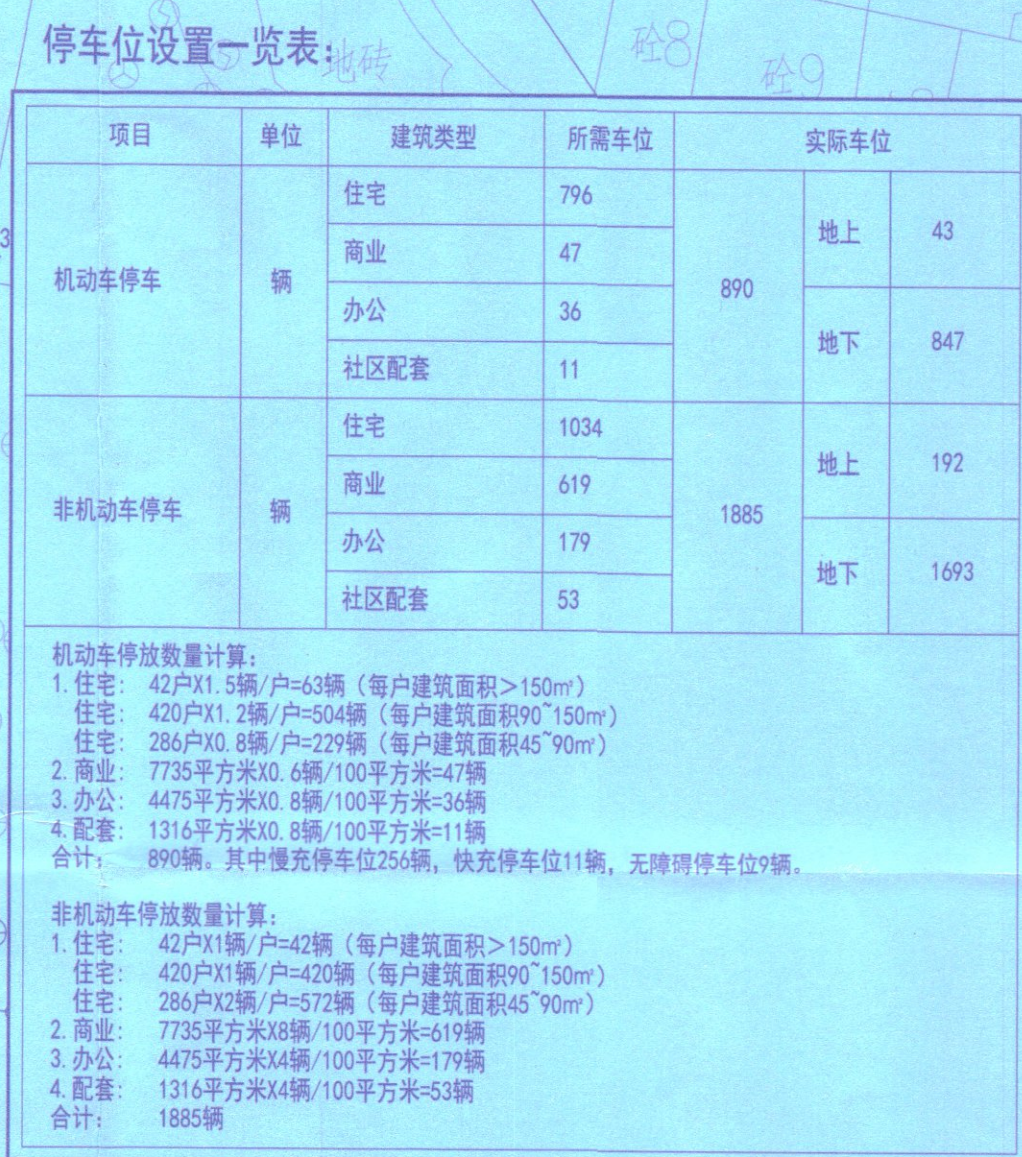 停车位设置一览表:
地砖
砼8
砼9
项目 单位 建筑类型 所需车位 实际车位
机动车停车 辆 住宅 796 890 地上 43
商业 47
办公 36 地下 847
社区配套 11
非机动车停车 辆 住宅 1034 1885 地上 192
商业 619
办公 179 地下 1693
社区配套 53
机动车停放数量计算:
1.住宅: 42户X1.5辆/户=63辆(每户建筑面积>150㎡)
住宅: 420户X1.2辆/户=504辆(每户建筑面积90~150㎡)
住宅: 286户X0.8辆/户=229辆(每户建筑面积45~90㎡)
2.商业: 7735平方米X0.6辆/100平方米=47辆
3.办公: 4475平方米X0.8辆/100平方米=36辆
4.配套: 1316平方米X0.8辆/100平方米=11辆
合计: 890辆。其中慢充停车位256辆,快充停车位11辆,无障碍停车位9辆。
非机动车停放数量计算:
1.住宅: 42户X1辆/户=42辆(每户建筑面积>150㎡)
住宅: 420户X1辆/户=420辆(每户建筑面积90~150㎡)
住宅: 286户X2辆/户=572辆(每户建筑面积45~90㎡)
2.商业: 7735平方米X8辆/100平方米=619辆
3.办公: 4475平方米X4辆/100平方米=179辆
4.配套: 1316平方米X4辆/100平方米=53辆
合计: 1885辆